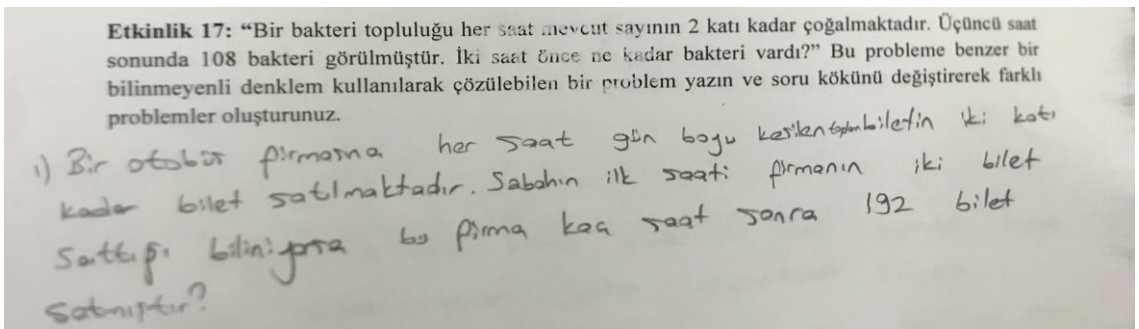 Etkinlik 17: “Bir bakteri topluluğu her saat mevcut sayının 2 katı kadar çoğalmaktadır. Üçüncü saat
sonunda 108 bakteri görülmüştür. İki saat önce ne kadar bakteri vardı?” Bu probleme benzer bir
bilinmeyenli denklem kullanılarak çözülebilen bir problem yazın ve soru kökünü değiştirerek farklı
problemler oluşturunuz.
1) Bir otobüs firmasına her saat gün boyu kesilen toplam biletin iki katı
kadar bilet satılmaktadır. Sabahın ilk saati firmanın iki bilet
sattığı biliniyorsa bu firma kaç saat sonra 192 bilet
satmıştır?